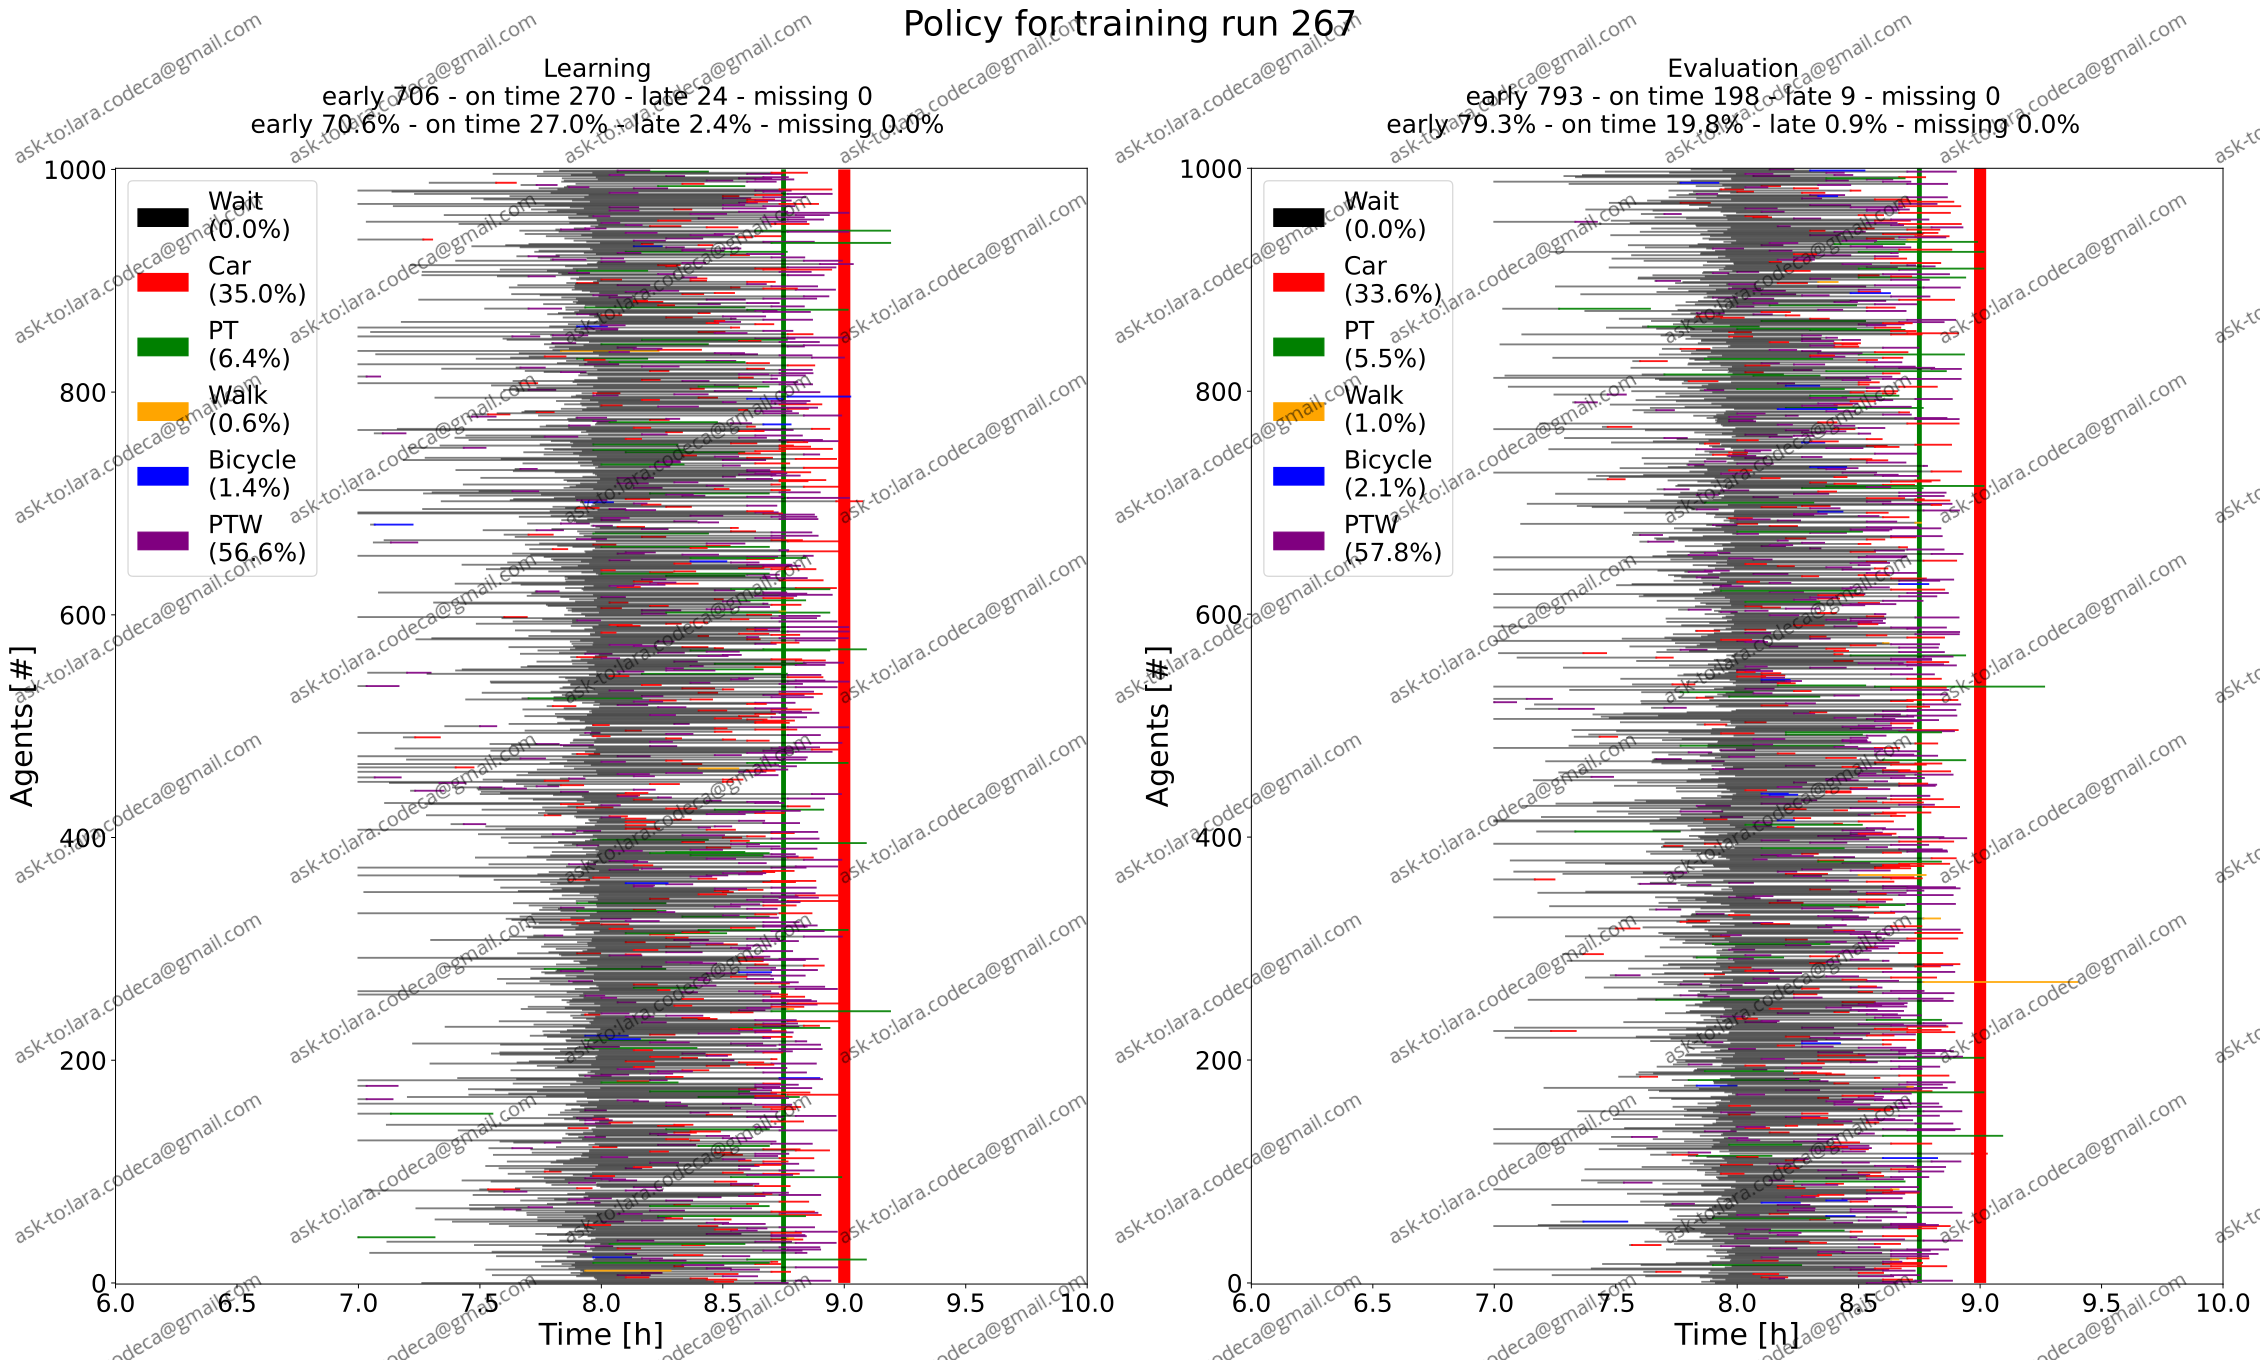 Policy for training run 267
Learning
early 706 - on time 270 - late 24 - missing 0
early 70.6% - on time 27.0% - late 2.4% - missing 0.0%
Agents [#]
1000
800
600
400
200
0
Wait
(0.0%)
Car
(35.0%)
PT
(6.4%)
Walk
(0.6%)
Bicycle
(1.4%)
PTW
(56.6%)
6.0 6.5 7.0 7.5 8.0 8.5 9.0 9.5 10.0
Time [h]
Evaluation
early 793 - on time 198 - late 9 - missing 0
early 79.3% - on time 19.8% - late 0.9% - missing 0.0%
Agents [#]
1000
800
600
400
200
0
Wait
(0.0%)
Car
(33.6%)
PT
(5.5%)
Walk
(1.0%)
Bicycle
(2.1%)
PTW
(57.8%)
6.0 6.5 7.0 7.5 8.0 8.5 9.0 9.5 10.0
Time [h]
ask-to:lara.codeca@gmail.com